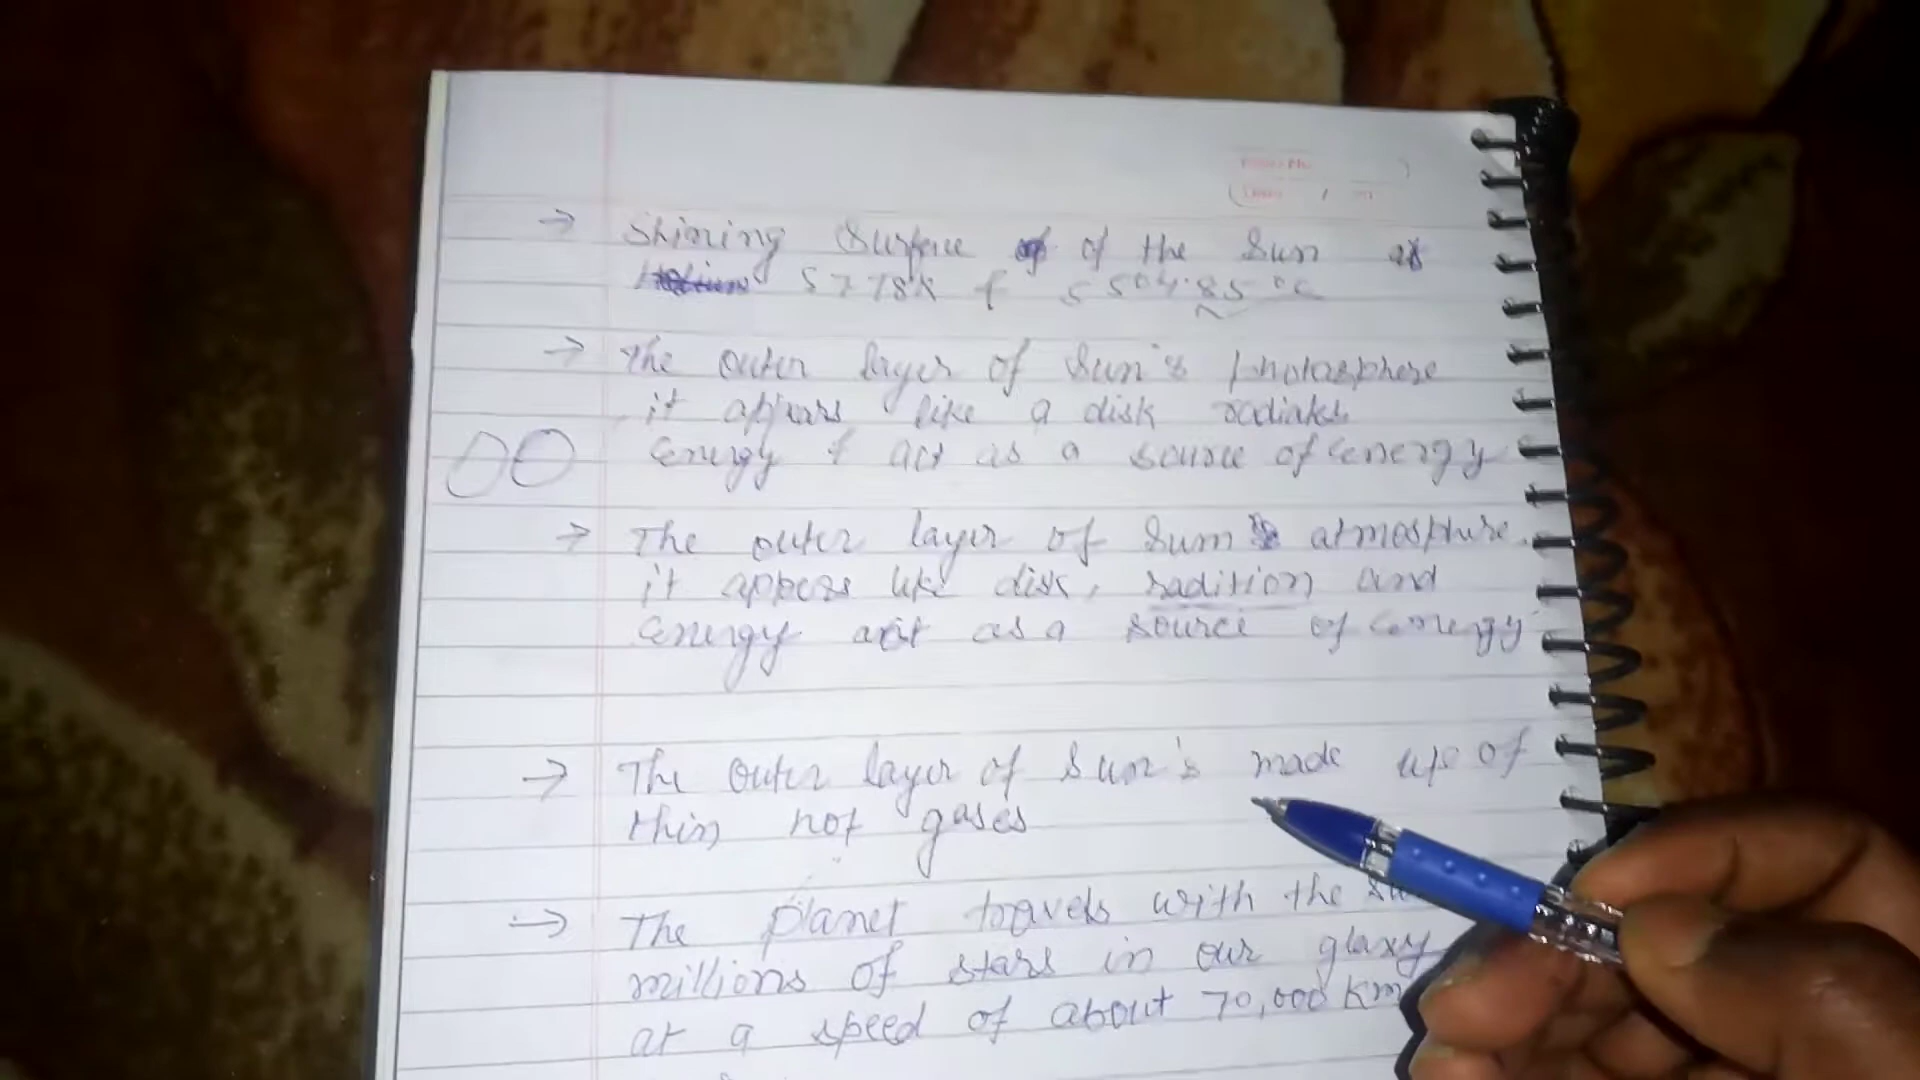 → Shining Surface of the Sun at
5778K & 5504.85 °C
→ The outer layer of Sun's photosphere
it appears like a disk radiates
energy & act as a source of energy
→ The outer layer of Sum atmosphere.
it appears like disk, radition and
energy act as a source of energy
→ The outer layer of Sun's made up of
thin hot gases
→ The planet travels with the
millions of stars in our glaxy
at a speed of about 70,000 Km